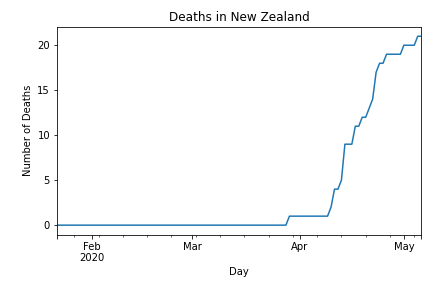 Deaths in New Zealand
Number of Deaths
20
15
10
5
0
Feb
2020
Mar
Apr
May
Day